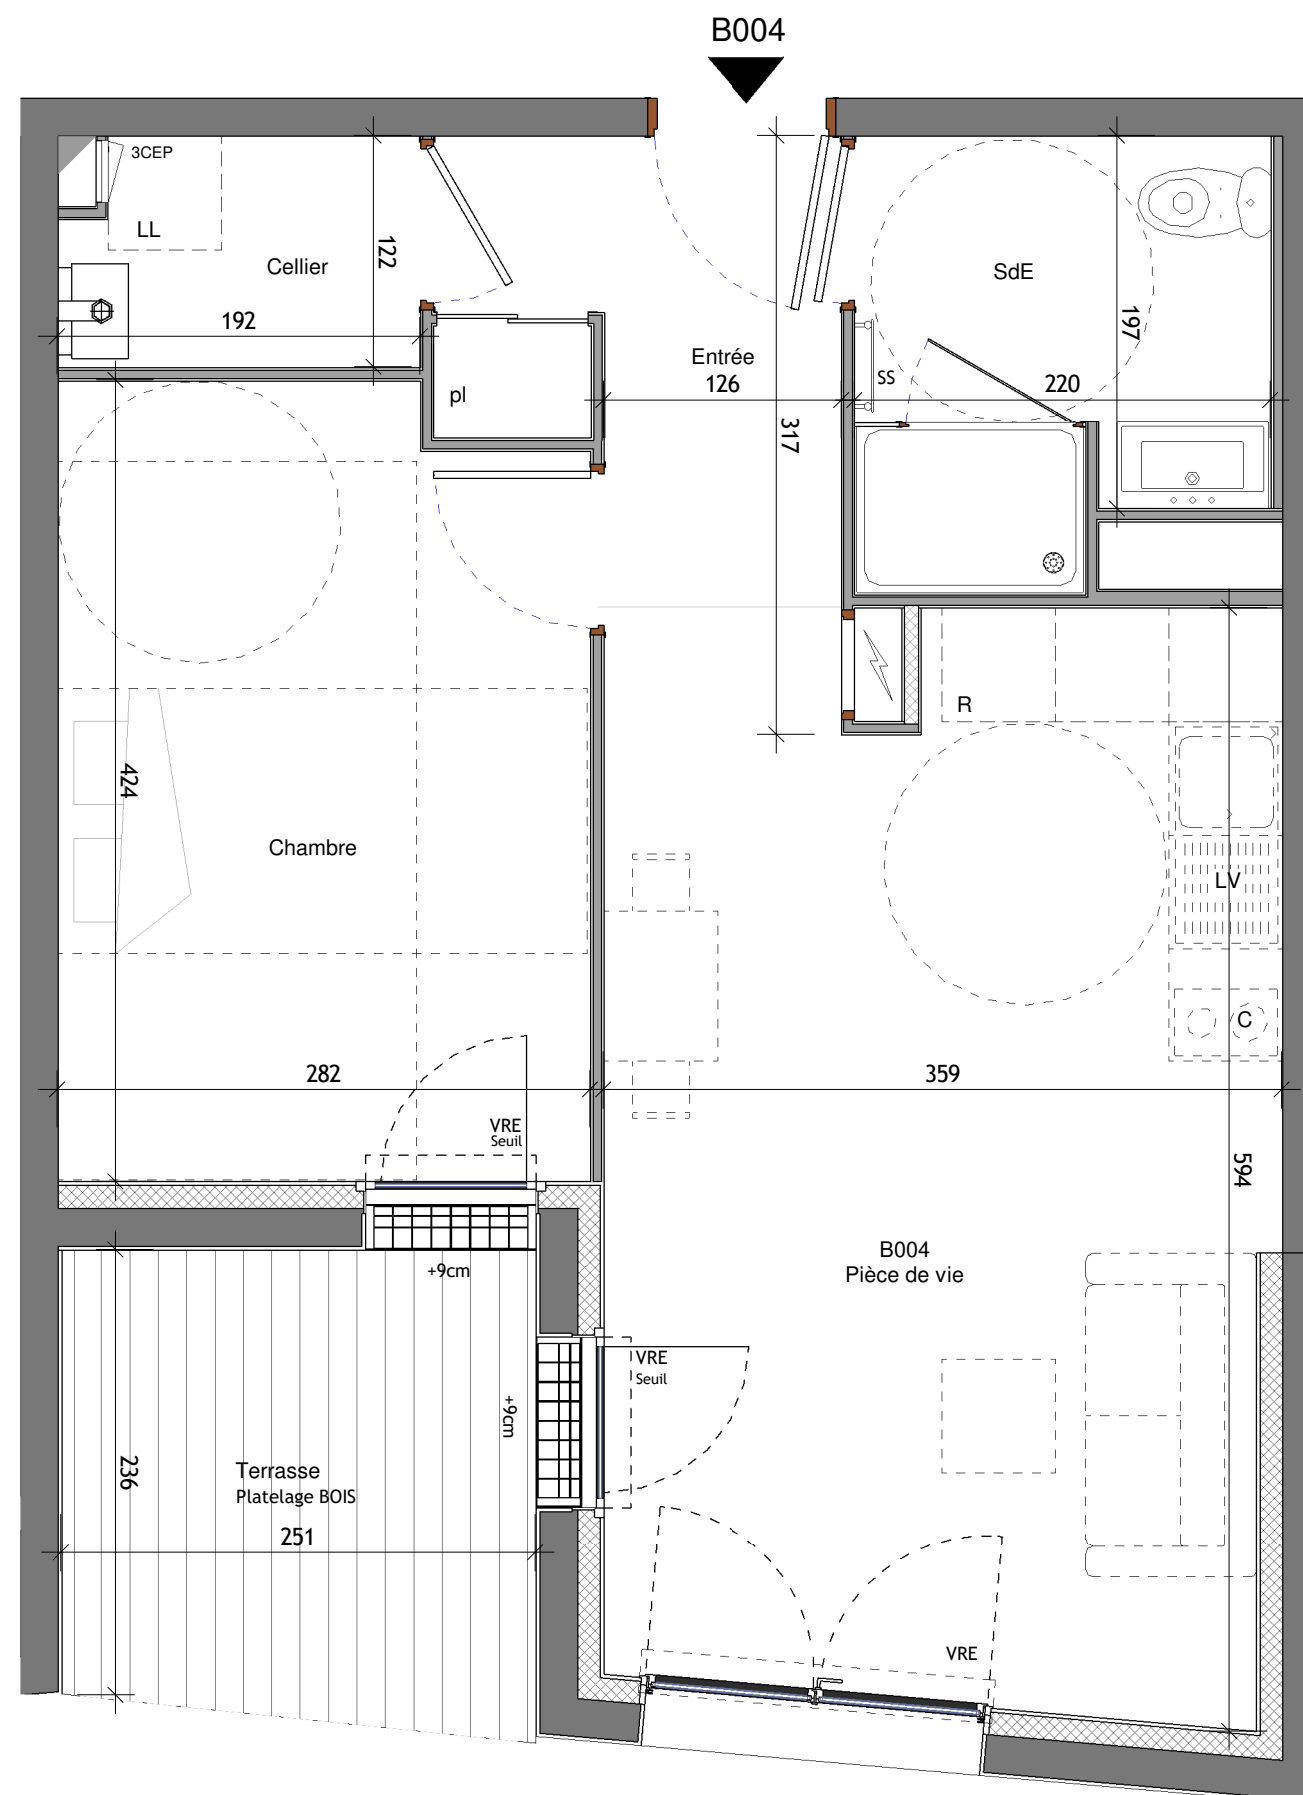 B004
3CEP
LL
Cellier
122
192
SdE
197
Entrée
126
SS
220
pl
317
R
424
Chambre
LV
C
282
359
VRE
Seuil
594
B004
Pièce de vie
+9cm
VRE
Seuil
+9cm
236
Terrasse
Platelage BOIS
251
VRE